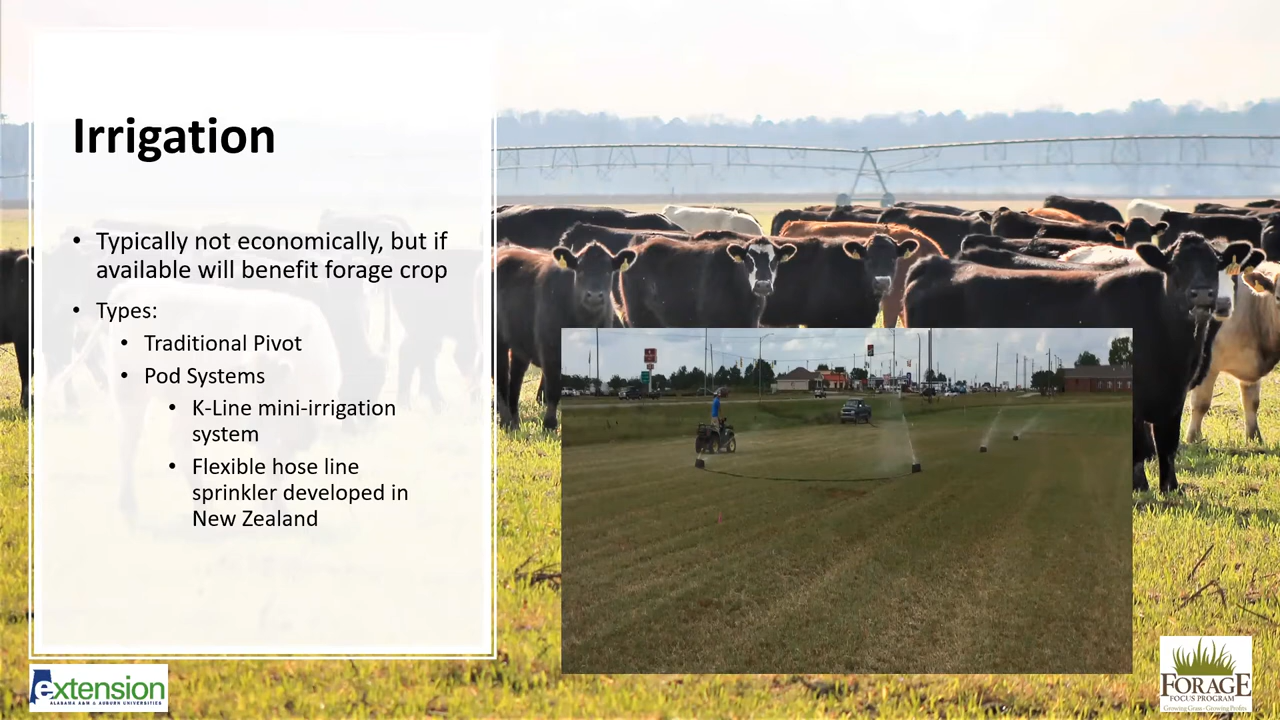 Irrigation
• Typically not economically, but if
available will benefit forage crop
• Types:
• Traditional Pivot
• Pod Systems
• K-Line mini-irrigation
system
• Flexible hose line
sprinkler developed in
New Zealand
extension
ALABAMA A&M & AUBURN UNIVERSITIES
FORAGE
FOCUS PROGRAM
Growing Grass - Growing Profits